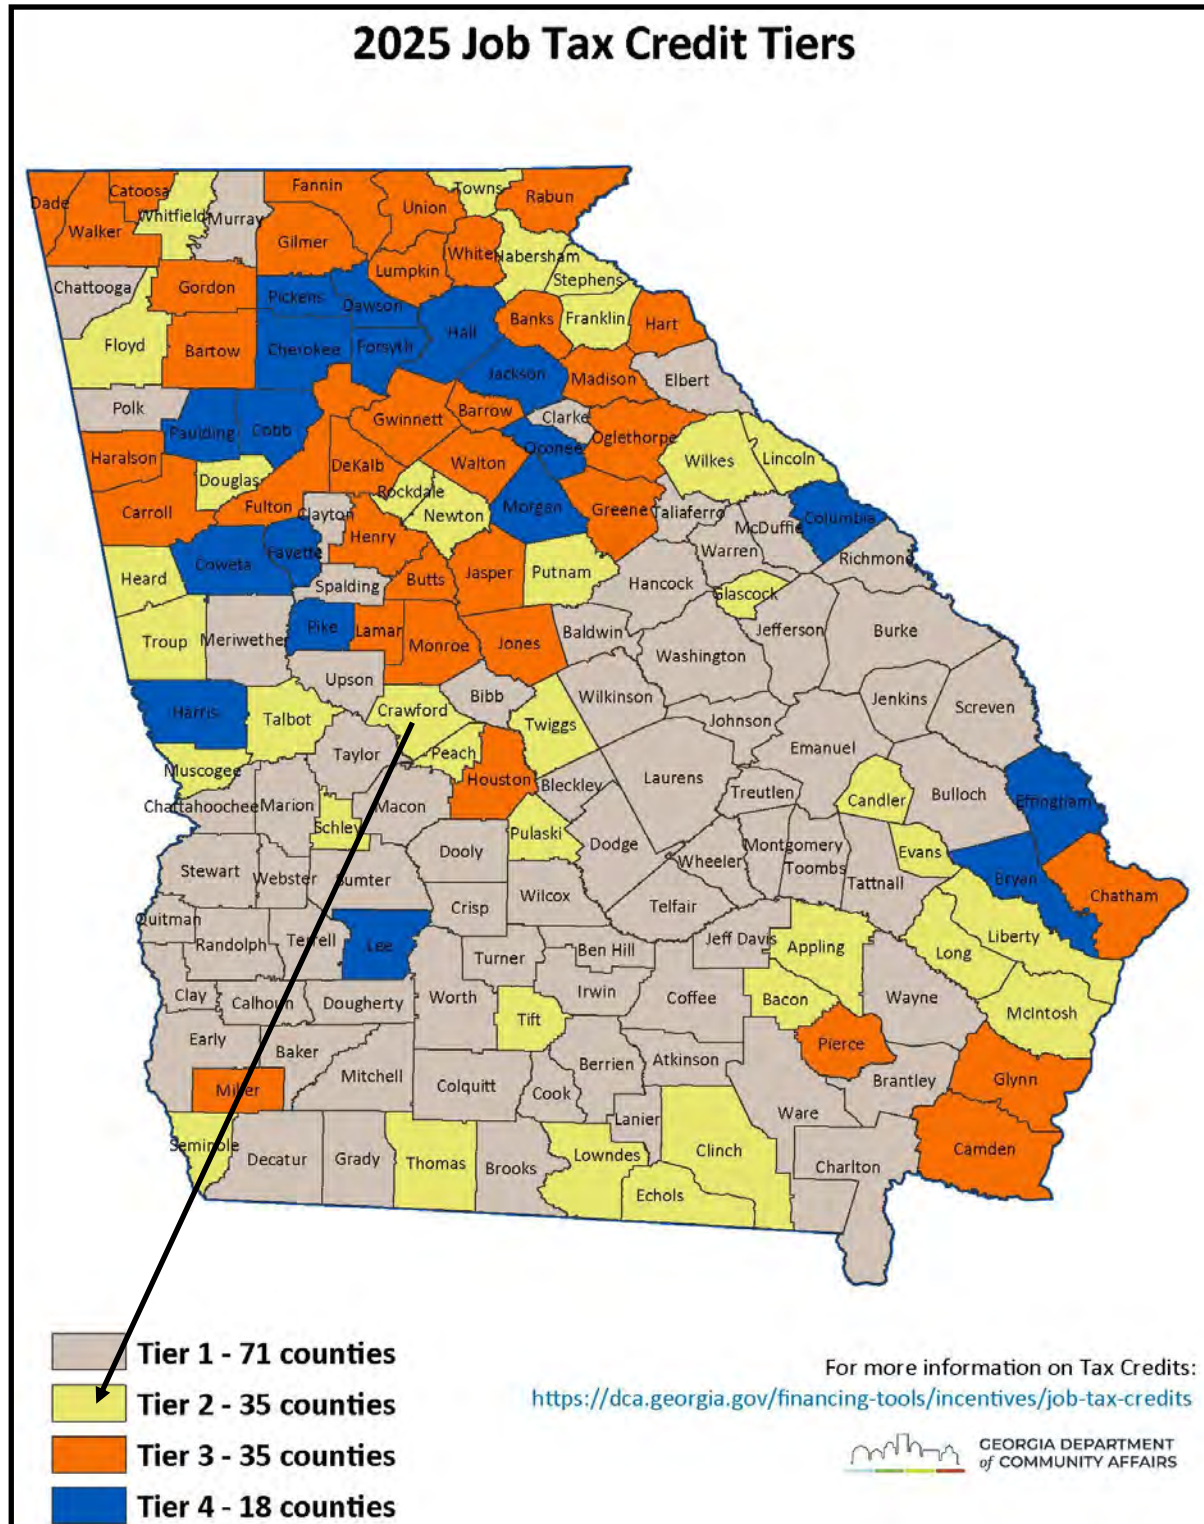 2025 Job Tax Credit Tiers
Dade
Catoosa
Walker
Whitfield
Murray
Fannin
Gilmer
Union
Towns
Rabun
White
Lumpkin
Habersham
Stephens
Chattooga
Gordon
Pickens
Dawson
Hall
Banks
Franklin
Hart
Floyd
Bartow
Cherokee
Forsyth
Jackson
Madison
Elbert
Polk
Paulding
Cobb
Gwinnett
Barrow
Clarke
Oconee
Oglethorpe
Wilkes
Lincoln
Haralson
Douglas
DeKalb
Walton
Rockdale
Newton
Morgan
Greene
Taliaferro
McDuffie
Columbia
Carroll
Fulton
Clayton
Henry
Warren
Richmond
Heard
Coweta
Fayette
Spalding
Butts
Jasper
Putnam
Hancock
Glascock
Troup
Meriwether
Pike
Lamar
Monroe
Jones
Baldwin
Washington
Jefferson
Burke
Upson
Bibb
Wilkinson
Jenkins
Screven
Harris
Talbot
Crawford
Twiggs
Johnson
Emanuel
Taylor
Peach
Houston
Bleckley
Laurens
Treutlen
Candler
Bulloch
Effingham
Muscogee
Chattahoochee
Marion
Macon
Schley
Pulaski
Dodge
Evans
Stewart
Webster
Sumter
Dooly
Wheeler
Montgomery
Toombs
Tattnall
Bryan
Chatham
Quitman
Crisp
Wilcox
Telfair
Randolph
Terrell
Lee
Turner
Ben Hill
Jeff Davis
Appling
Long
Liberty
Clay
Calhoun
Dougherty
Worth
Tift
Irwin
Coffee
Bacon
Wayne
McIntosh
Early
Baker
Mitchell
Colquitt
Cook
Berrien
Atkinson
Pierce
Brantley
Glynn
Miller
Lanier
Ware
Seminole
Decatur
Grady
Thomas
Brooks
Lowndes
Echols
Clinch
Charlton
Camden
Tier 1 - 71 counties
Tier 2 - 35 counties
Tier 3 - 35 counties
Tier 4 - 18 counties
For more information on Tax Credits:
https://dca.georgia.gov/financing-tools/incentives/job-tax-credits
GEORGIA DEPARTMENT
of COMMUNITY AFFAIRS